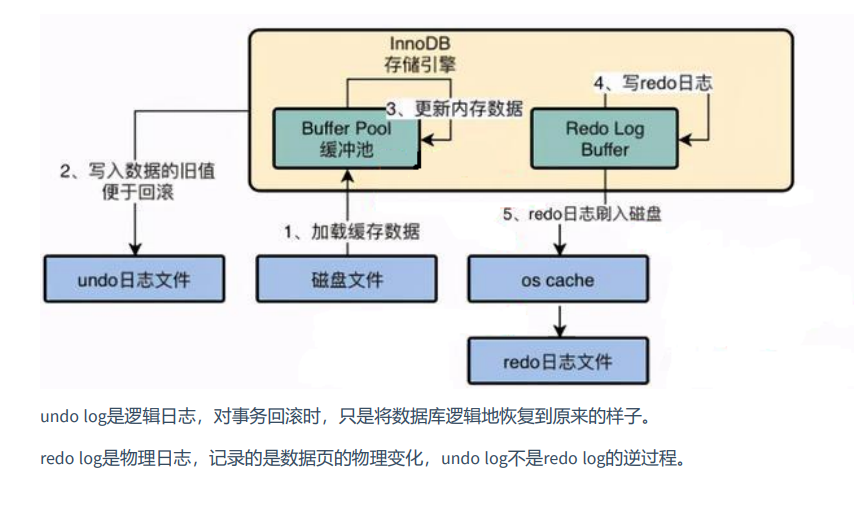 InnoDB
存储引擎
4、写redo日志
3、更新内存数据
Buffer Pool
缓冲池
Redo Log
Buffer
2、写入数据的旧值
便于回滚
5、redo日志刷入磁盘
1、加载缓存数据
undo日志文件
磁盘文件
os cache
redo日志文件
undo log是逻辑日志，对事务回滚时，只是将数据库逻辑地恢复到原来的样子。
redo log是物理日志，记录的是数据页的物理变化，undo log不是redo log的逆过程。